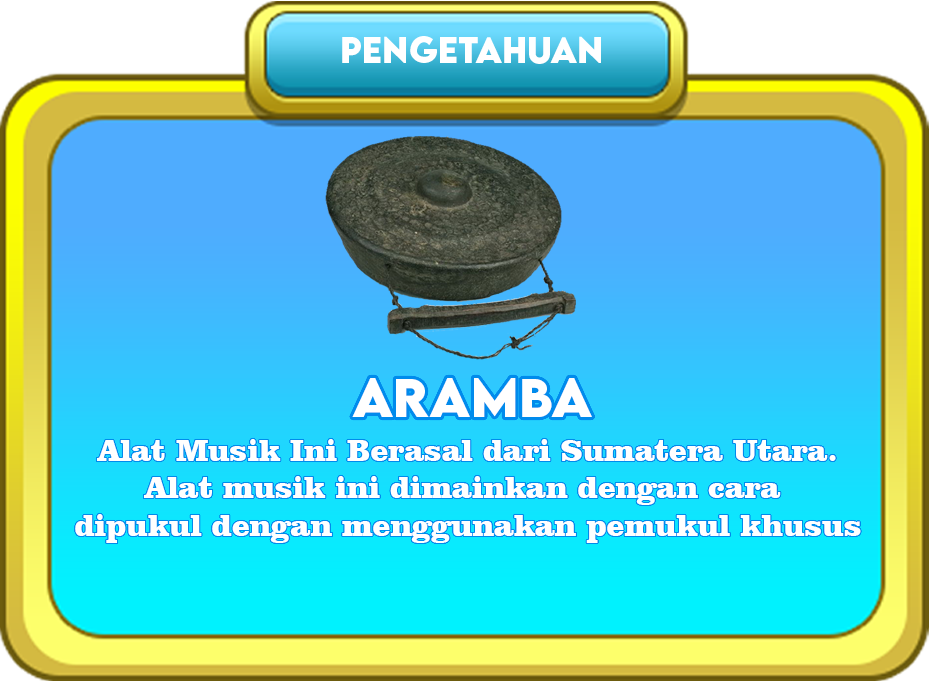 PENGETAHUAN
ARAMBA
Alat Musik Ini Berasal dari Sumatera Utara.
Alat musik ini dimainkan dengan cara
dipukul dengan menggunakan pemukul khusus